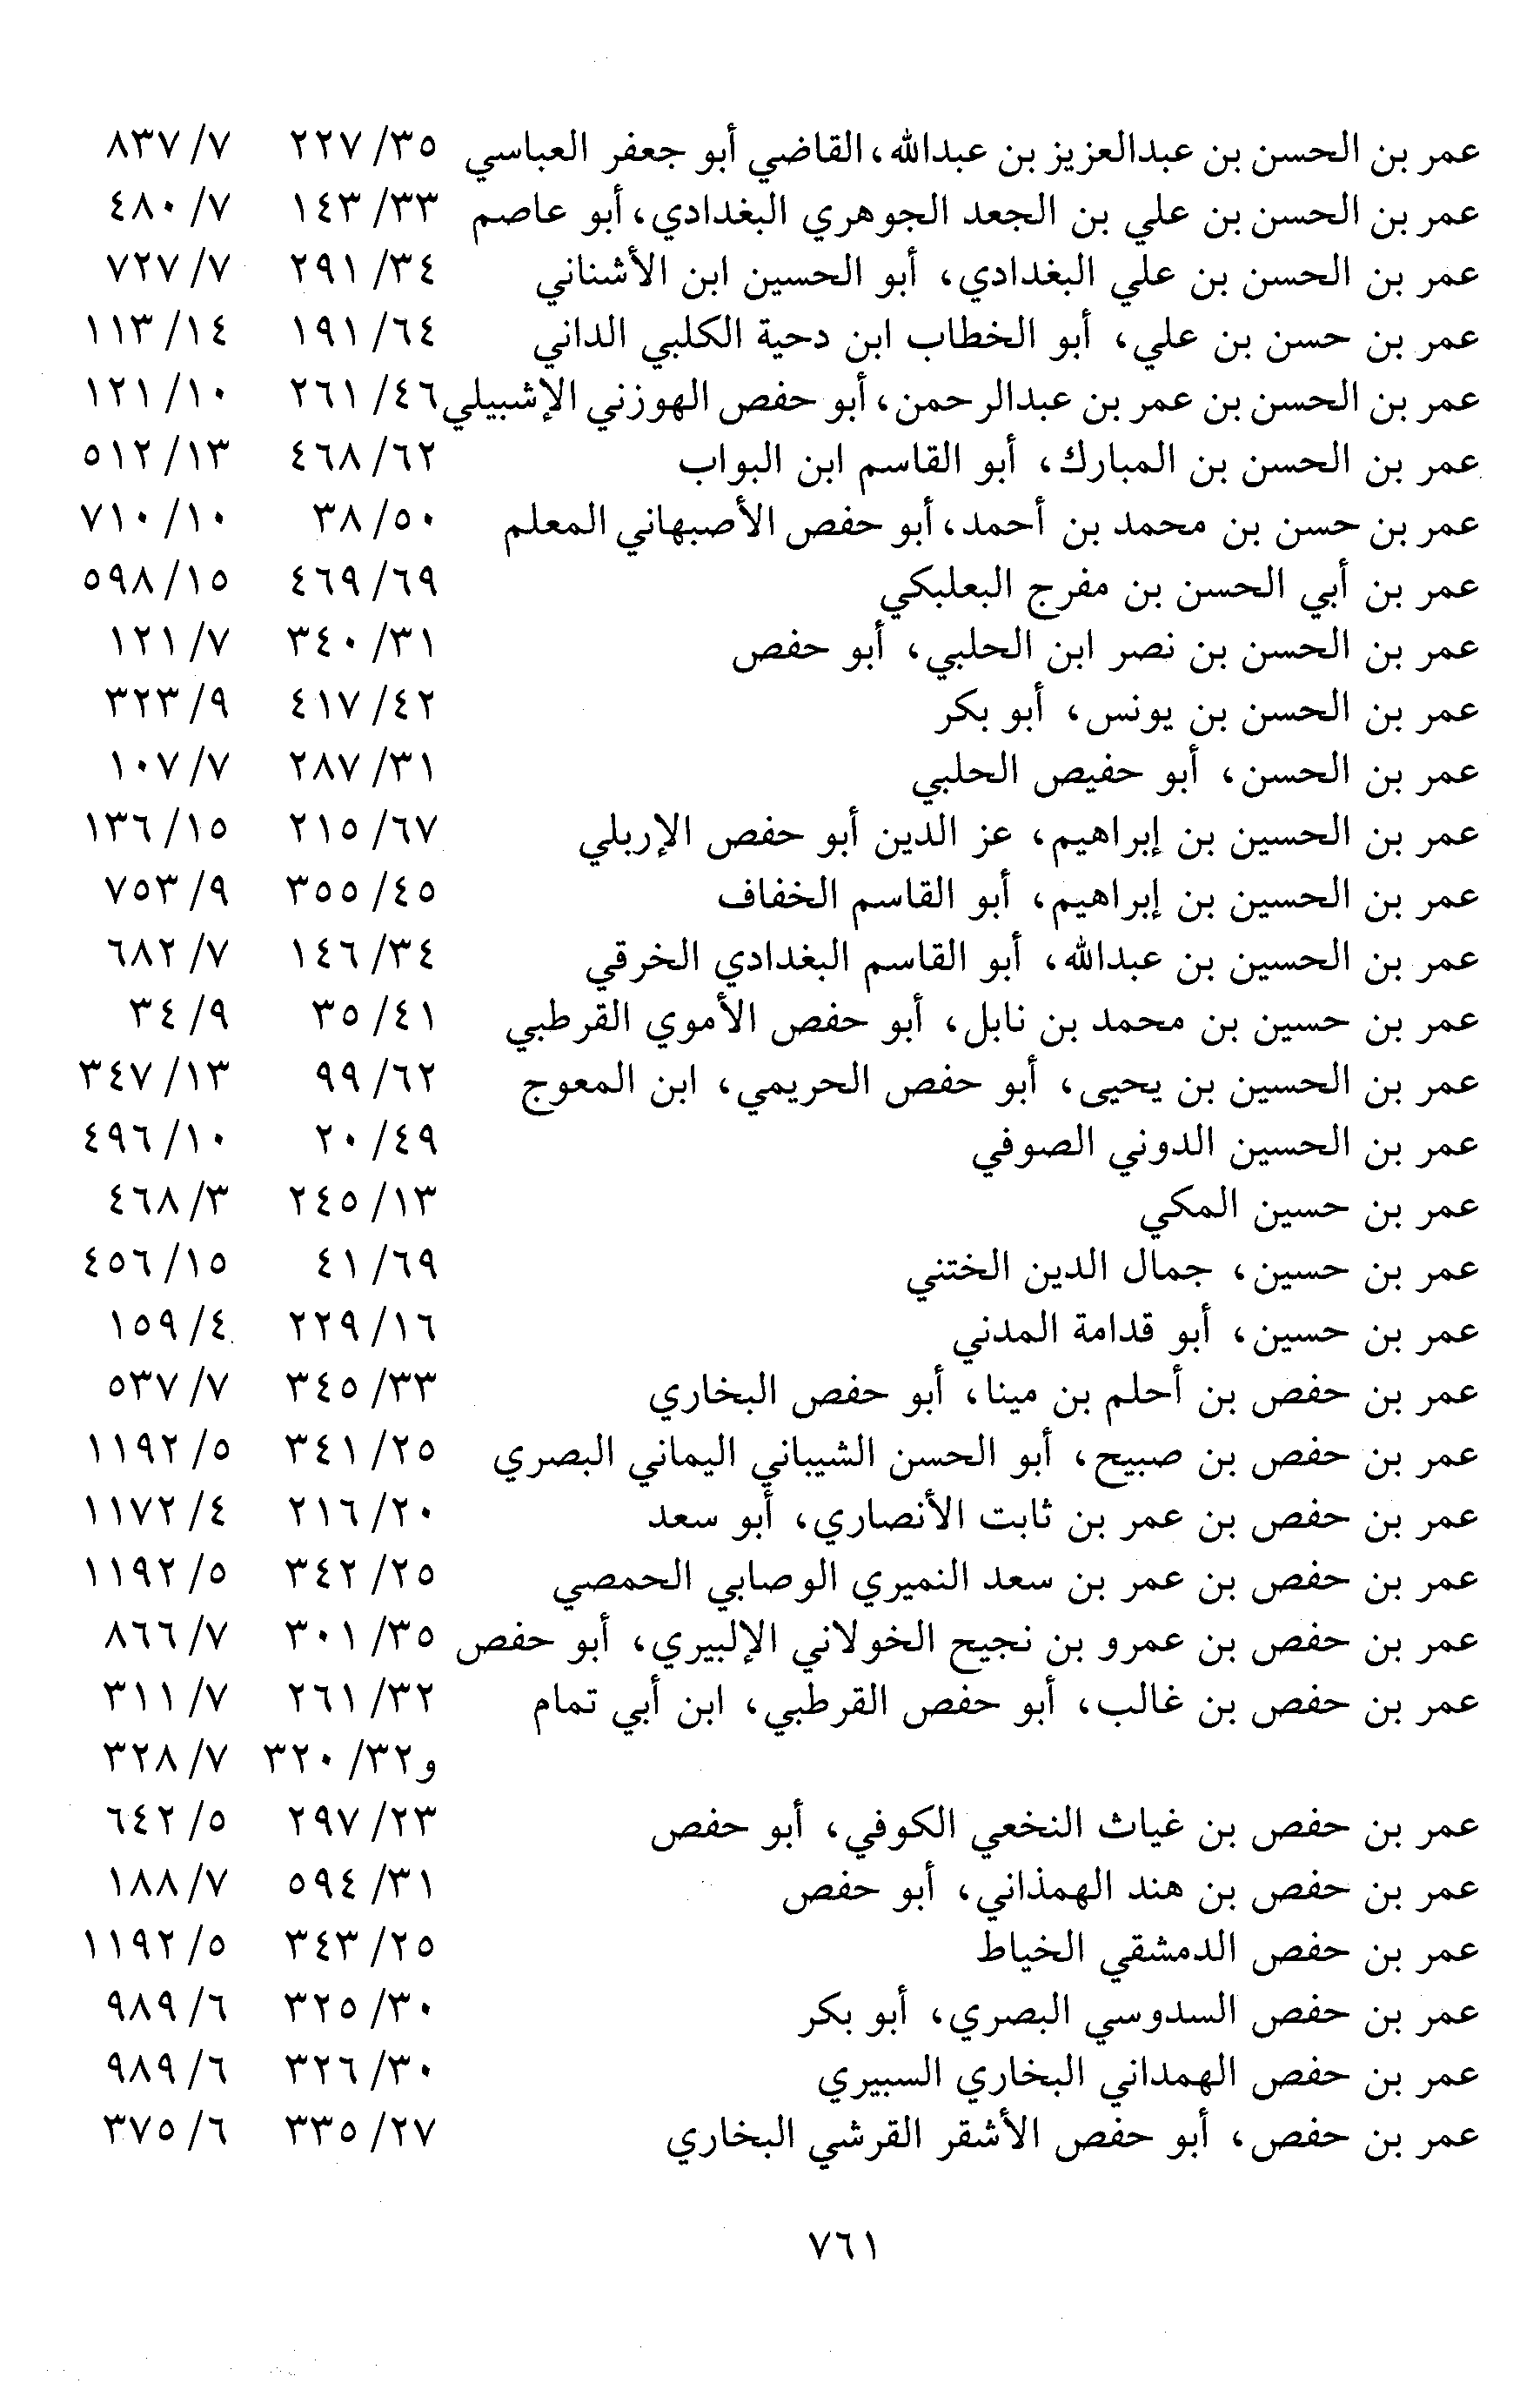 عمر بن الحسن بن عبدالعزيز بن عبدالله، القاضي أبو جعفر العباسي ٣٥/ ٢٢٧ ٧/ ٨٣٧
عمر بن الحسن بن علي بن الجعد الجوهري البغدادي، أبو عاصم ٣٣/ ١٤٣ ٧/ ٤٨٠
عمر بن الحسن بن علي البغدادي، أبو الحسين ابن الأشناني ٣٤/ ٢٩١ ٧/ ٧٢٧
عمر بن حسن بن علي، أبو الخطاب ابن دحية الكلبي الداني ٦٤/ ١٩١ ١٤/ ١١٣
عمر بن الحسن بن عمر بن عبدالرحمن، أبو حفص الهوزني الإشبيلي ٤٦/ ٢٦١ ١٠/ ١٢١
عمر بن الحسن بن المبارك، أبو القاسم ابن البواب ٦٢/ ٤٦٨ ١٣/ ٥١٢
عمر بن حسن بن محمد بن أحمد، أبو حفص الأصبهاني المعلم ٥٠/ ٣٨ ١٠/ ٧١٠
عمر بن أبي الحسن بن مفرج البعلبكي ٦٩/ ٤٦٩ ١٥/ ٥٩٨
عمر بن الحسن بن نصر ابن الحلبي، أبو حفص ٣١/ ٣٤٠ ٧/ ١٢١
عمر بن الحسن بن يونس، أبو بكر ٤٢/ ٤١٧ ٩/ ٣٢٣
عمر بن الحسن، أبو حفيص الحلبي ٣١/ ٢٨٧ ٧/ ١٠٧
عمر بن الحسين بن إبراهيم، عز الدين أبو حفص الإربلي ٦٧/ ٢١٥ ١٥/ ١٣٦
عمر بن الحسين بن إبراهيم، أبو القاسم الخفاف ٤٥/ ٣٥٥ ٩/ ٧٥٣
عمر بن الحسين بن عبدالله، أبو القاسم البغدادي الخرقي ٣٤/ ١٤٦ ٧/ ٦٨٢
عمر بن حسين بن محمد بن نابل، أبو حفص الأموي القرطبي ٤١/ ٣٥ ٩/ ٣٤
عمر بن الحسين بن يحيى، أبو حفص الحريمي، ابن المعوج ٦٢/ ٩٩ ١٣/ ٣٤٧
عمر بن الحسين الدوني الصوفي ٤٩/ ٢٠ ١٠/ ٤٩٦
عمر بن حسين المكي ١٣/ ٢٤٥ ٣/ ٤٦٨
عمر بن حسين، جمال الدين الختني ٦٩/ ٤١ ١٥/ ٤٥٦
عمر بن حسين، أبو قدامة المدني ١٦/ ٢٢٩ ٤/ ١٥٩
عمر بن حفص بن أحلم بن مينا، أبو حفص البخاري ٣٣/ ٣٤٥ ٧/ ٥٣٧
عمر بن حفص بن صبيح، أبو الحسن الشيباني اليماني البصري ٢٥/ ٣٤١ ٥/ ١١٩٢
عمر بن حفص بن عمر بن ثابت الأنصاري، أبو سعد ٢٠/ ٢١٦ ٤/ ١١٧٢
عمر بن حفص بن عمر بن سعد النميري الوصابي الحمصي ٢٥/ ٣٤٢ ٥/ ١١٩٢
عمر بن حفص بن عمرو بن نجيح الخولاني الإلبيري، أبو حفص ٣٥/ ٣٠١ ٧/ ٨٦٦
عمر بن حفص بن غالب، أبو حفص القرطبي، ابن أبي تمام ٣٢/ ٢٦١ ٧/ ٣١١
و٣٢/ ٣٢٠ ٧/ ٣٢٨
عمر بن حفص بن غياث النخعي الكوفي، أبو حفص ٢٣/ ٢٩٧ ٥/ ٦٤٢
عمر بن حفص بن هند الهمذاني، أبو حفص ٣١/ ٥٩٤ ٧/ ١٨٨
عمر بن حفص الدمشقي الخياط ٢٥/ ٣٤٣ ٥/ ١١٩٢
عمر بن حفص السدوسي البصري، أبو بكر ٣٠/ ٣٢٥ ٦/ ٩٨٩
عمر بن حفص الهمداني البخاري السبيري ٣٠/ ٣٢٦ ٦/ ٩٨٩
عمر بن حفص، أبو حفص الأشقر القرشي البخاري ٢٧/ ٣٣٥ ٦/ ٣٧٥
٧٦١